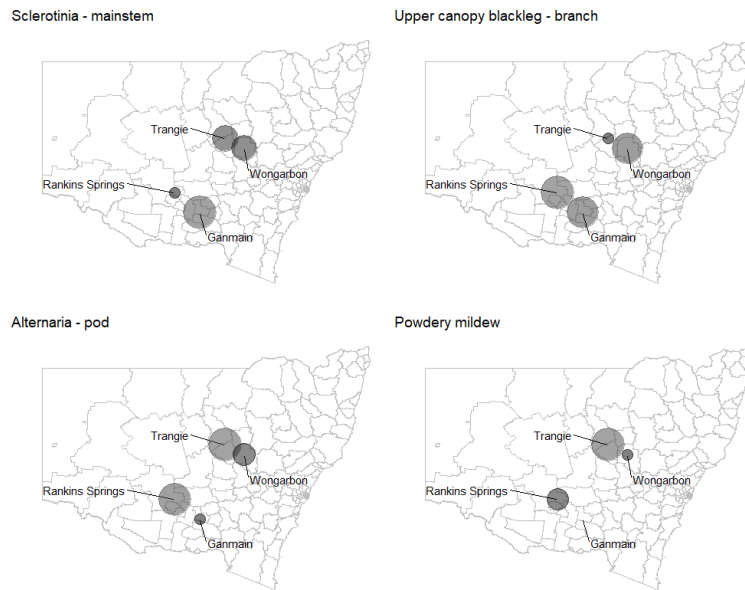 Sclerotinia - mainstem
Trangie
Wongarbon
Rankins Springs
Ganmain
Upper canopy blackleg - branch
Trangie
Wongarbon
Rankins Springs
Ganmain
Alternaria - pod
Trangie
Wongarbon
Rankins Springs
Ganmain
Powdery mildew
Trangie
Wongarbon
Rankins Springs
Ganmain